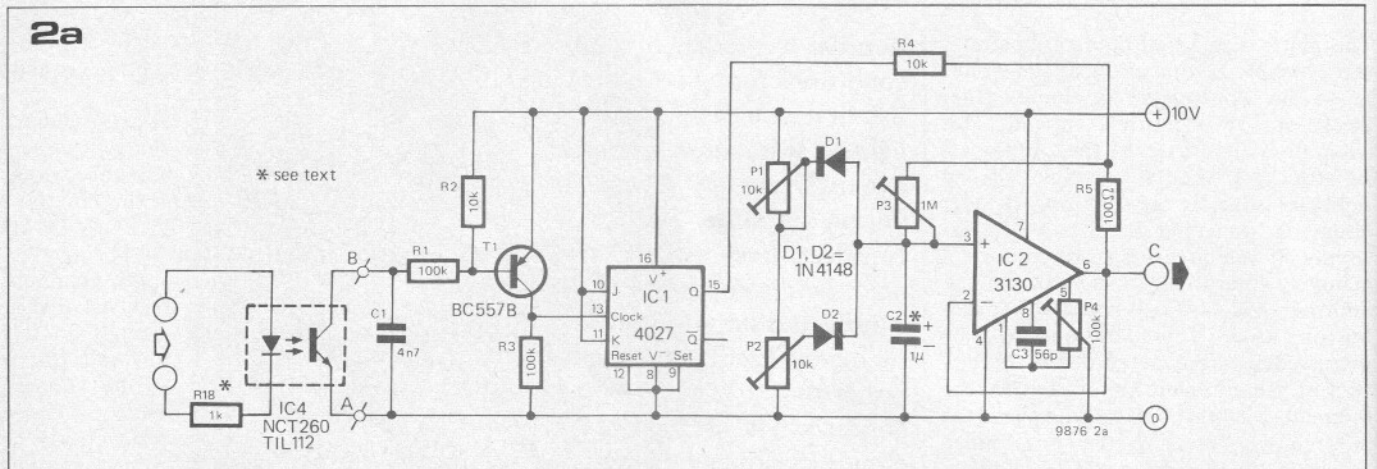 2a
R4
10k
+ 10V
* see text
R2
10k
P1
10k
D1
P3
1M
R5
100Ω
B
R1
100k
T1
BC557B
D1, D2=
1N4148
16
V+
10 J
IC1
Q 15
13 Clock
4027
11 K
Q
Reset V- Set
12 8 9
C1
4n7
R3
100k
P2
10k
D2
C2
*
+
−
1µ
3 +
7
IC2
3130
6
C
2 −
5
8
1
4
P4
100k
C3 56p
R18
*
1k
A
IC4
NCT260
TIL112
0
9876 2a